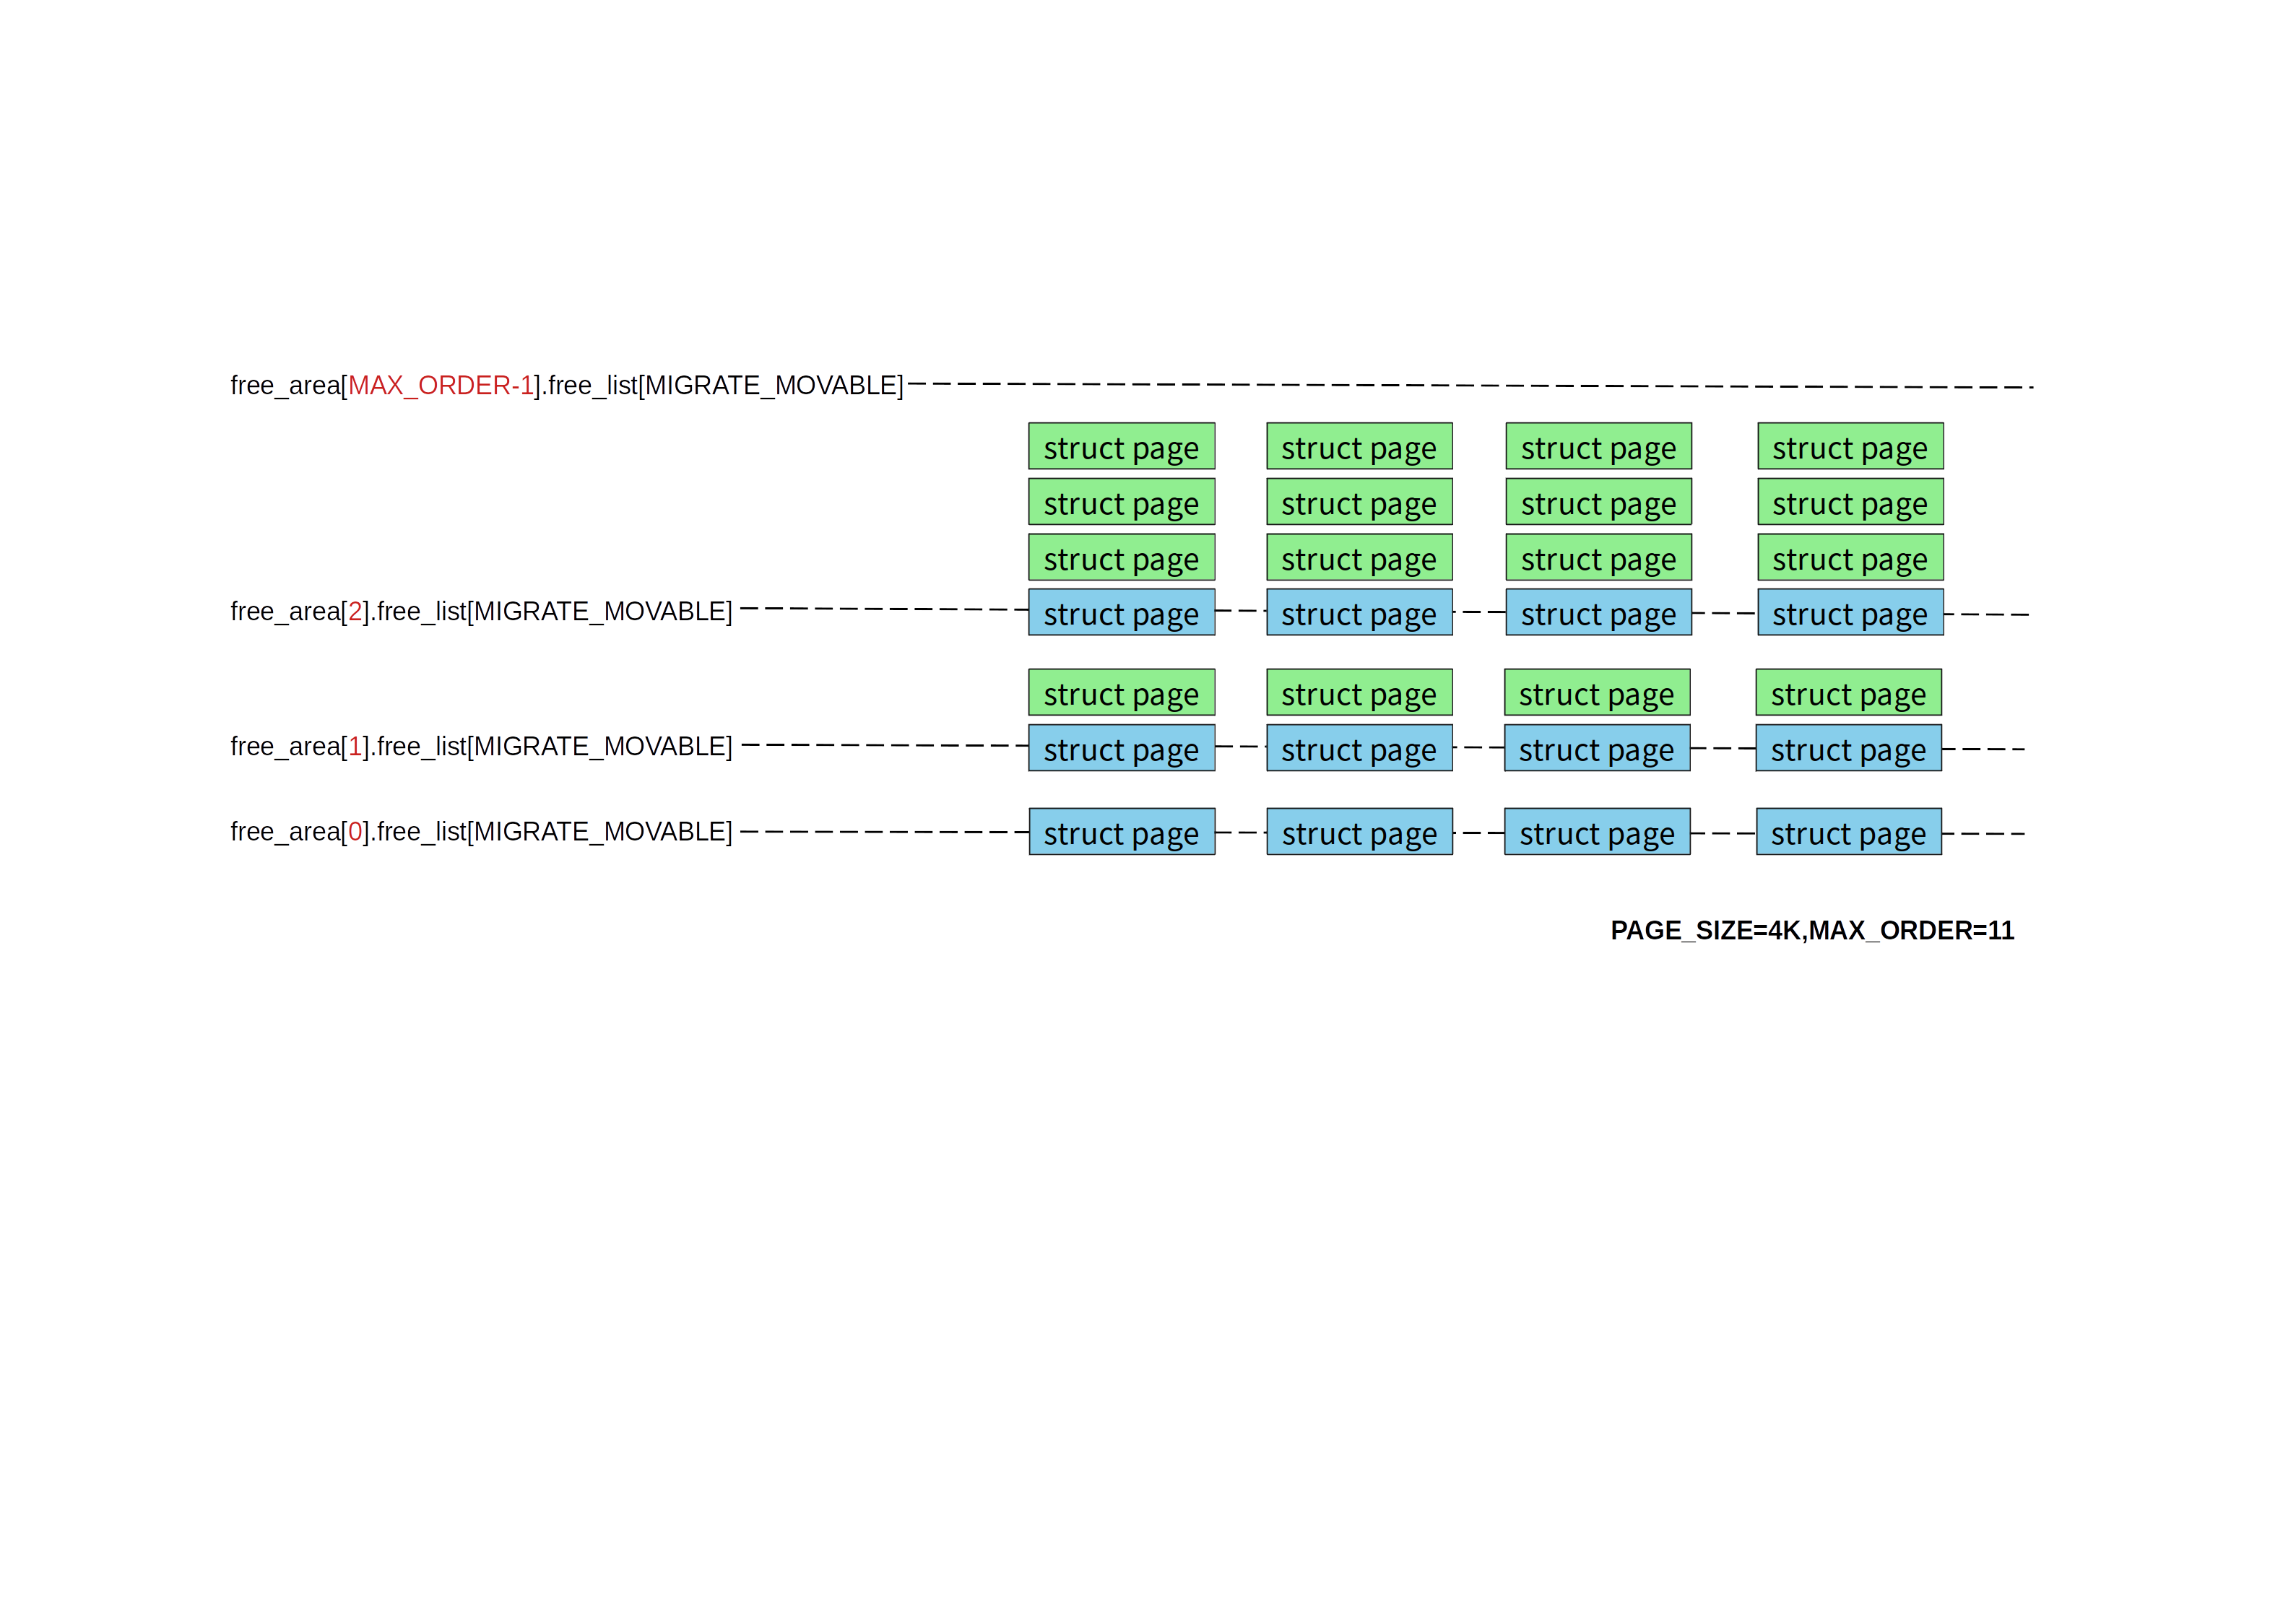 free_area[MAX_ORDER-1].free_list[MIGRATE_MOVABLE]
struct page struct page struct page struct page
struct page struct page struct page struct page
struct page struct page struct page struct page
free_area[2].free_list[MIGRATE_MOVABLE] struct page struct page struct page struct page
struct page struct page struct page struct page
free_area[1].free_list[MIGRATE_MOVABLE] struct page struct page struct page struct page
free_area[0].free_list[MIGRATE_MOVABLE] struct page struct page struct page struct page
PAGE_SIZE=4K,MAX_ORDER=11